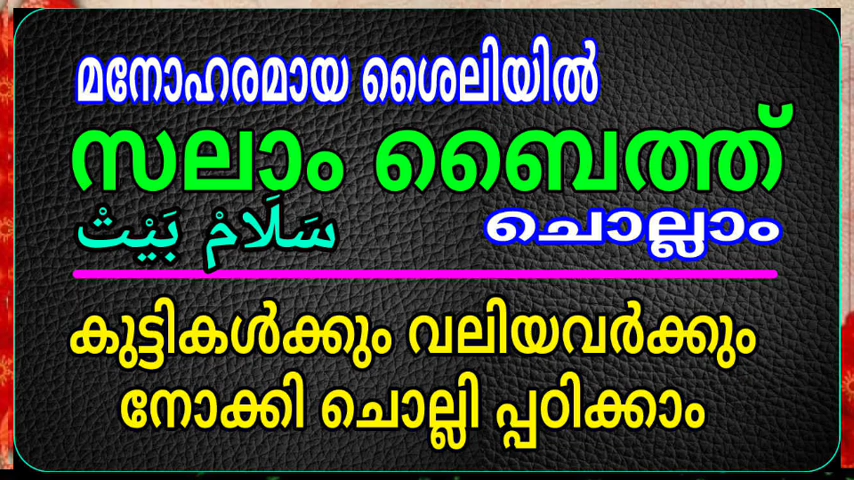 മനോഹരമായ ശൈലിയിൽ
സലാം ബൈത്ത്
سَلَامْ بَيْتْ ചൊല്ലാം
കുട്ടികൾക്കും വലിയവർക്കും
നോക്കി ചൊല്ലി പ്പഠിക്കാം